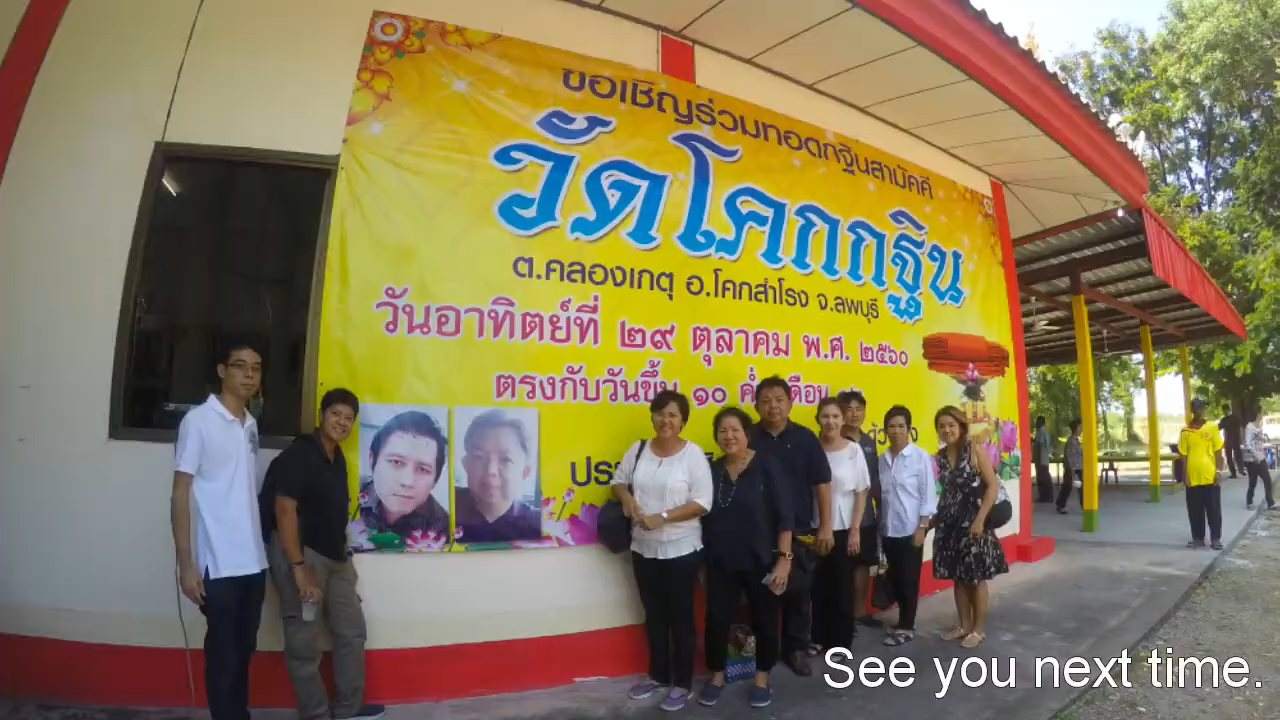 ขอเชิญร่วมทอดกฐินสามัคคี
วัดโคกกฐิน
ต.คลองเกตุ อ.โคกสำโรง จ.ลพบุรี
วันอาทิตย์ที่ ๒๙ ตุลาคม พ.ศ. ๒๕๖๐
ตรงกับวันขึ้น ๑๐ ค่ำ เดือน
See you next time.